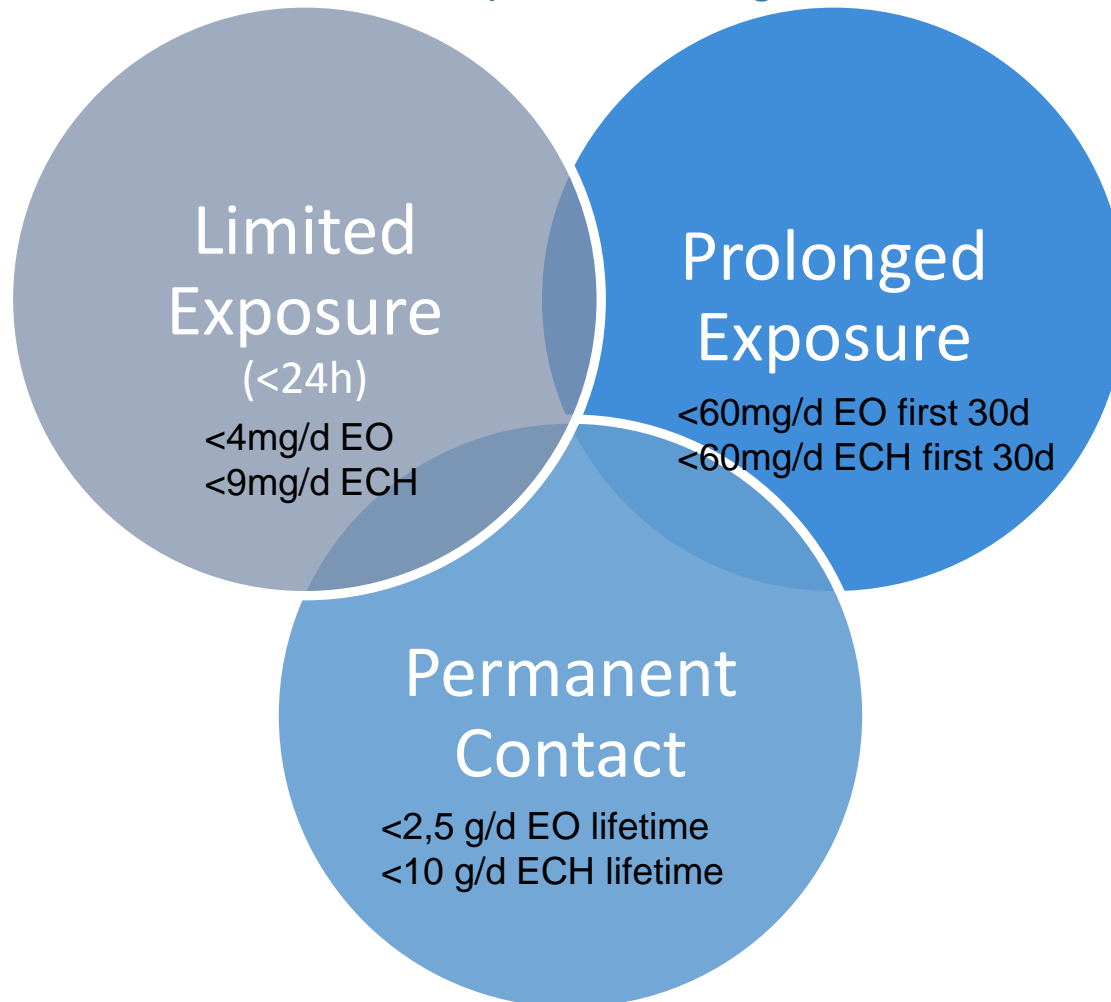 Limited
Exposure
(<24h)
<4mg/d EO
<9mg/d ECH
Prolonged
Exposure
<60mg/d EO first 30d
<60mg/d ECH first 30d
Permanent
Contact
<2,5 g/d EO lifetime
<10 g/d ECH lifetime